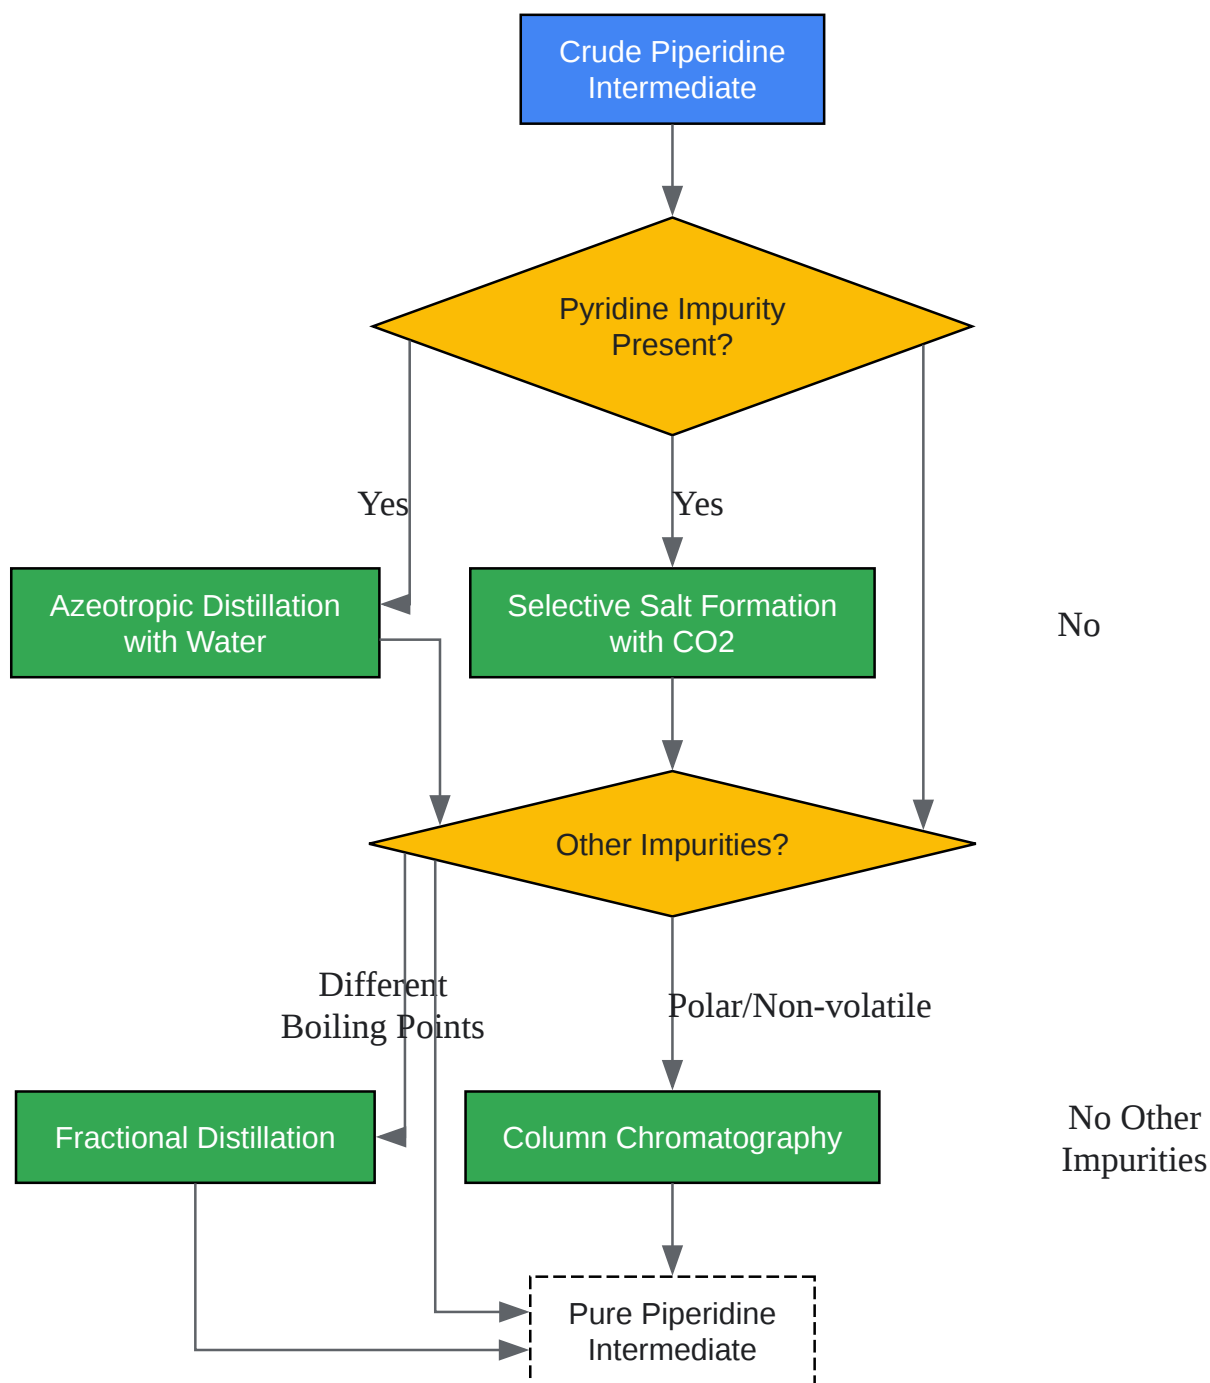 Crude Piperidine
Intermediate
Pyridine Impurity
Present?
Yes
Yes
Azeotropic Distillation
with Water
Selective Salt Formation
with CO2
No
Other Impurities?
Different
Boiling Points
Polar/Non-volatile
Fractional Distillation
Column Chromatography
No Other
Impurities
Pure Piperidine
Intermediate